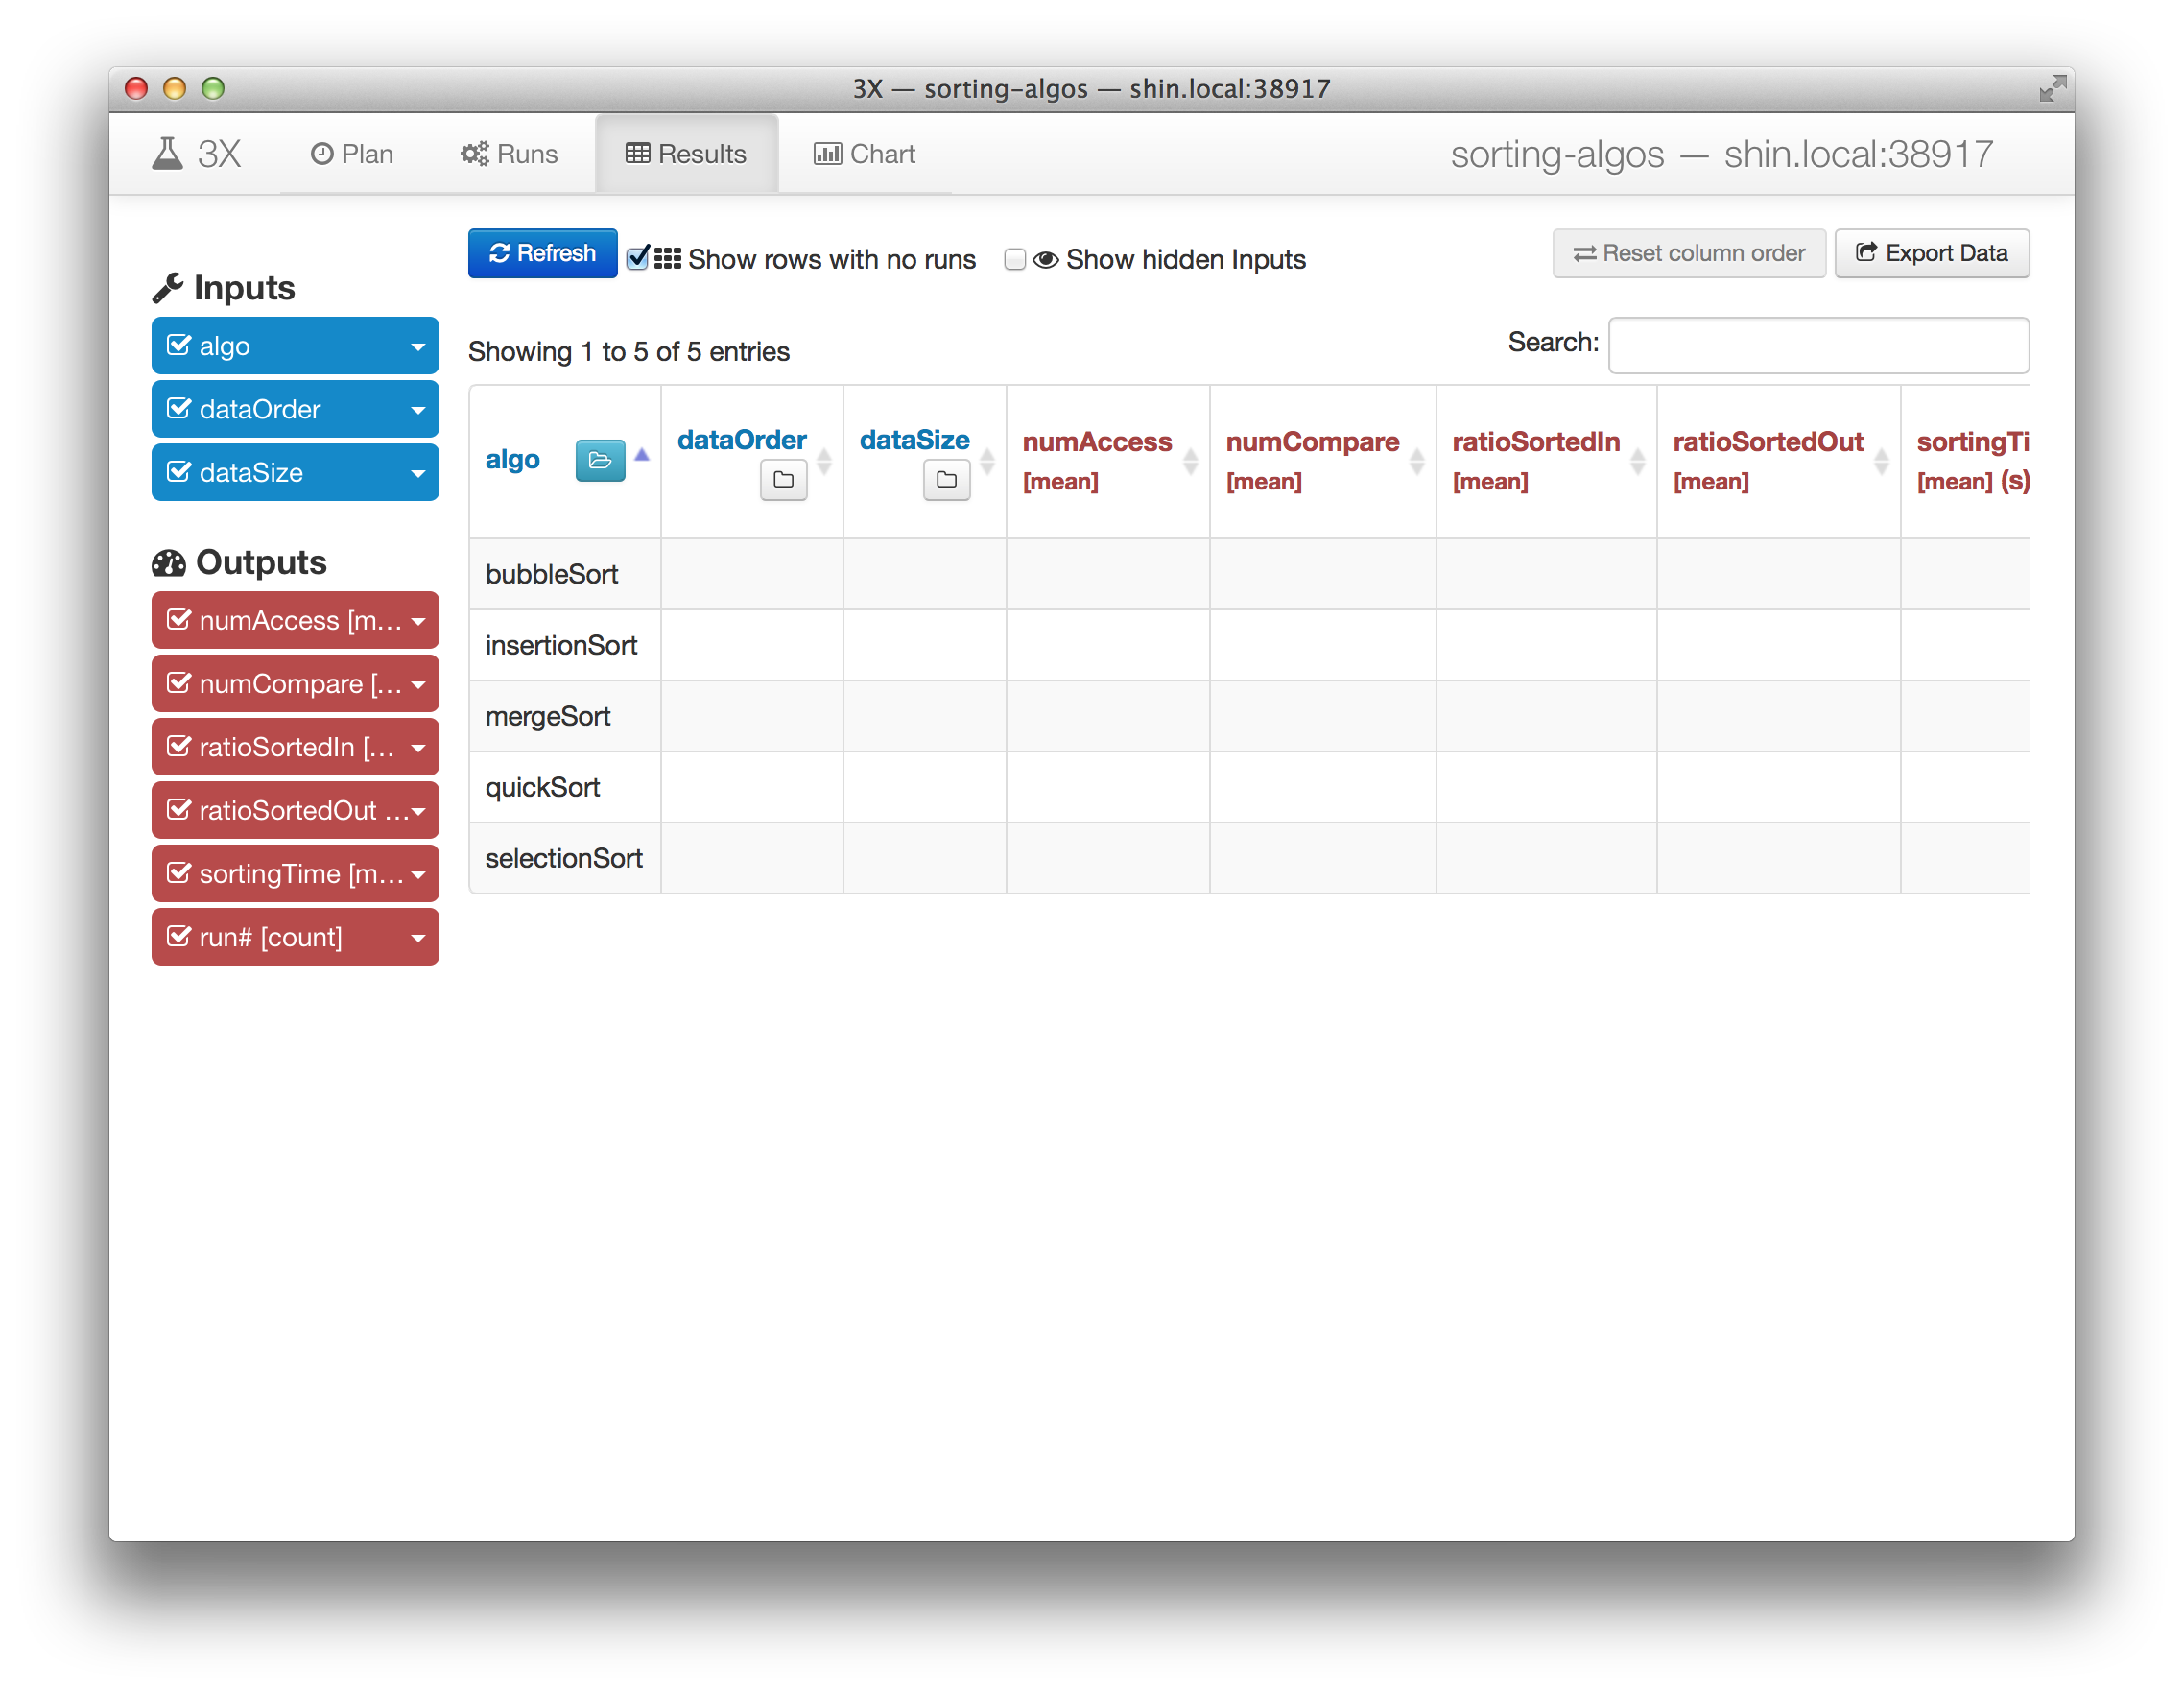 3X — sorting-algos — shin.local:38917
3X Plan Runs Results Chart sorting-algos — shin.local:38917
Refresh Show rows with no runs Show hidden Inputs Reset column order Export Data
Inputs
algo
dataOrder
dataSize
Outputs
numAccess [m…
numCompare […
ratioSortedIn […
ratioSortedOut …
sortingTime [m…
run# [count]
Showing 1 to 5 of 5 entries Search:
algo dataOrder dataSize numAccess numCompare ratioSortedIn ratioSortedOut sortingTi
[mean] [mean] [mean] [mean] [mean] (s)
bubbleSort
insertionSort
mergeSort
quickSort
selectionSort